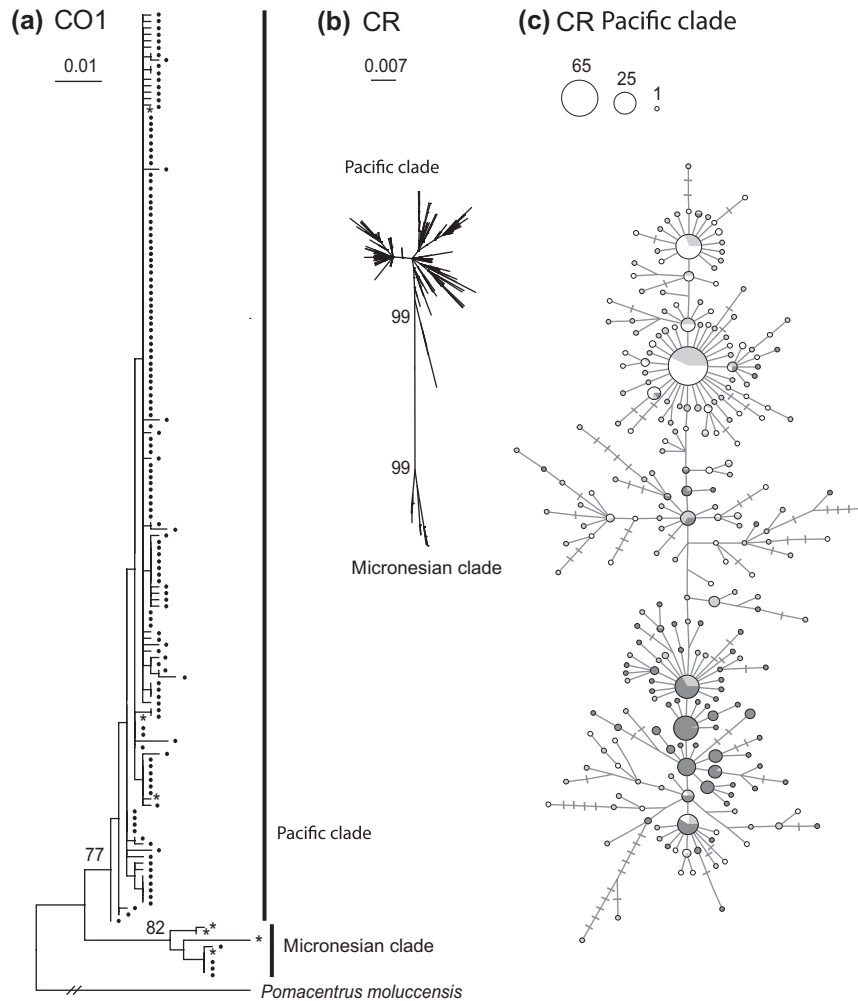 (a) CO1
0.01
77
82
Pacific clade
Micronesian clade
Pomacentrus moluccensis
(b) CR
0.007
Pacific clade
99
99
Micronesian clade
(c) CR Pacific clade
65
25
1